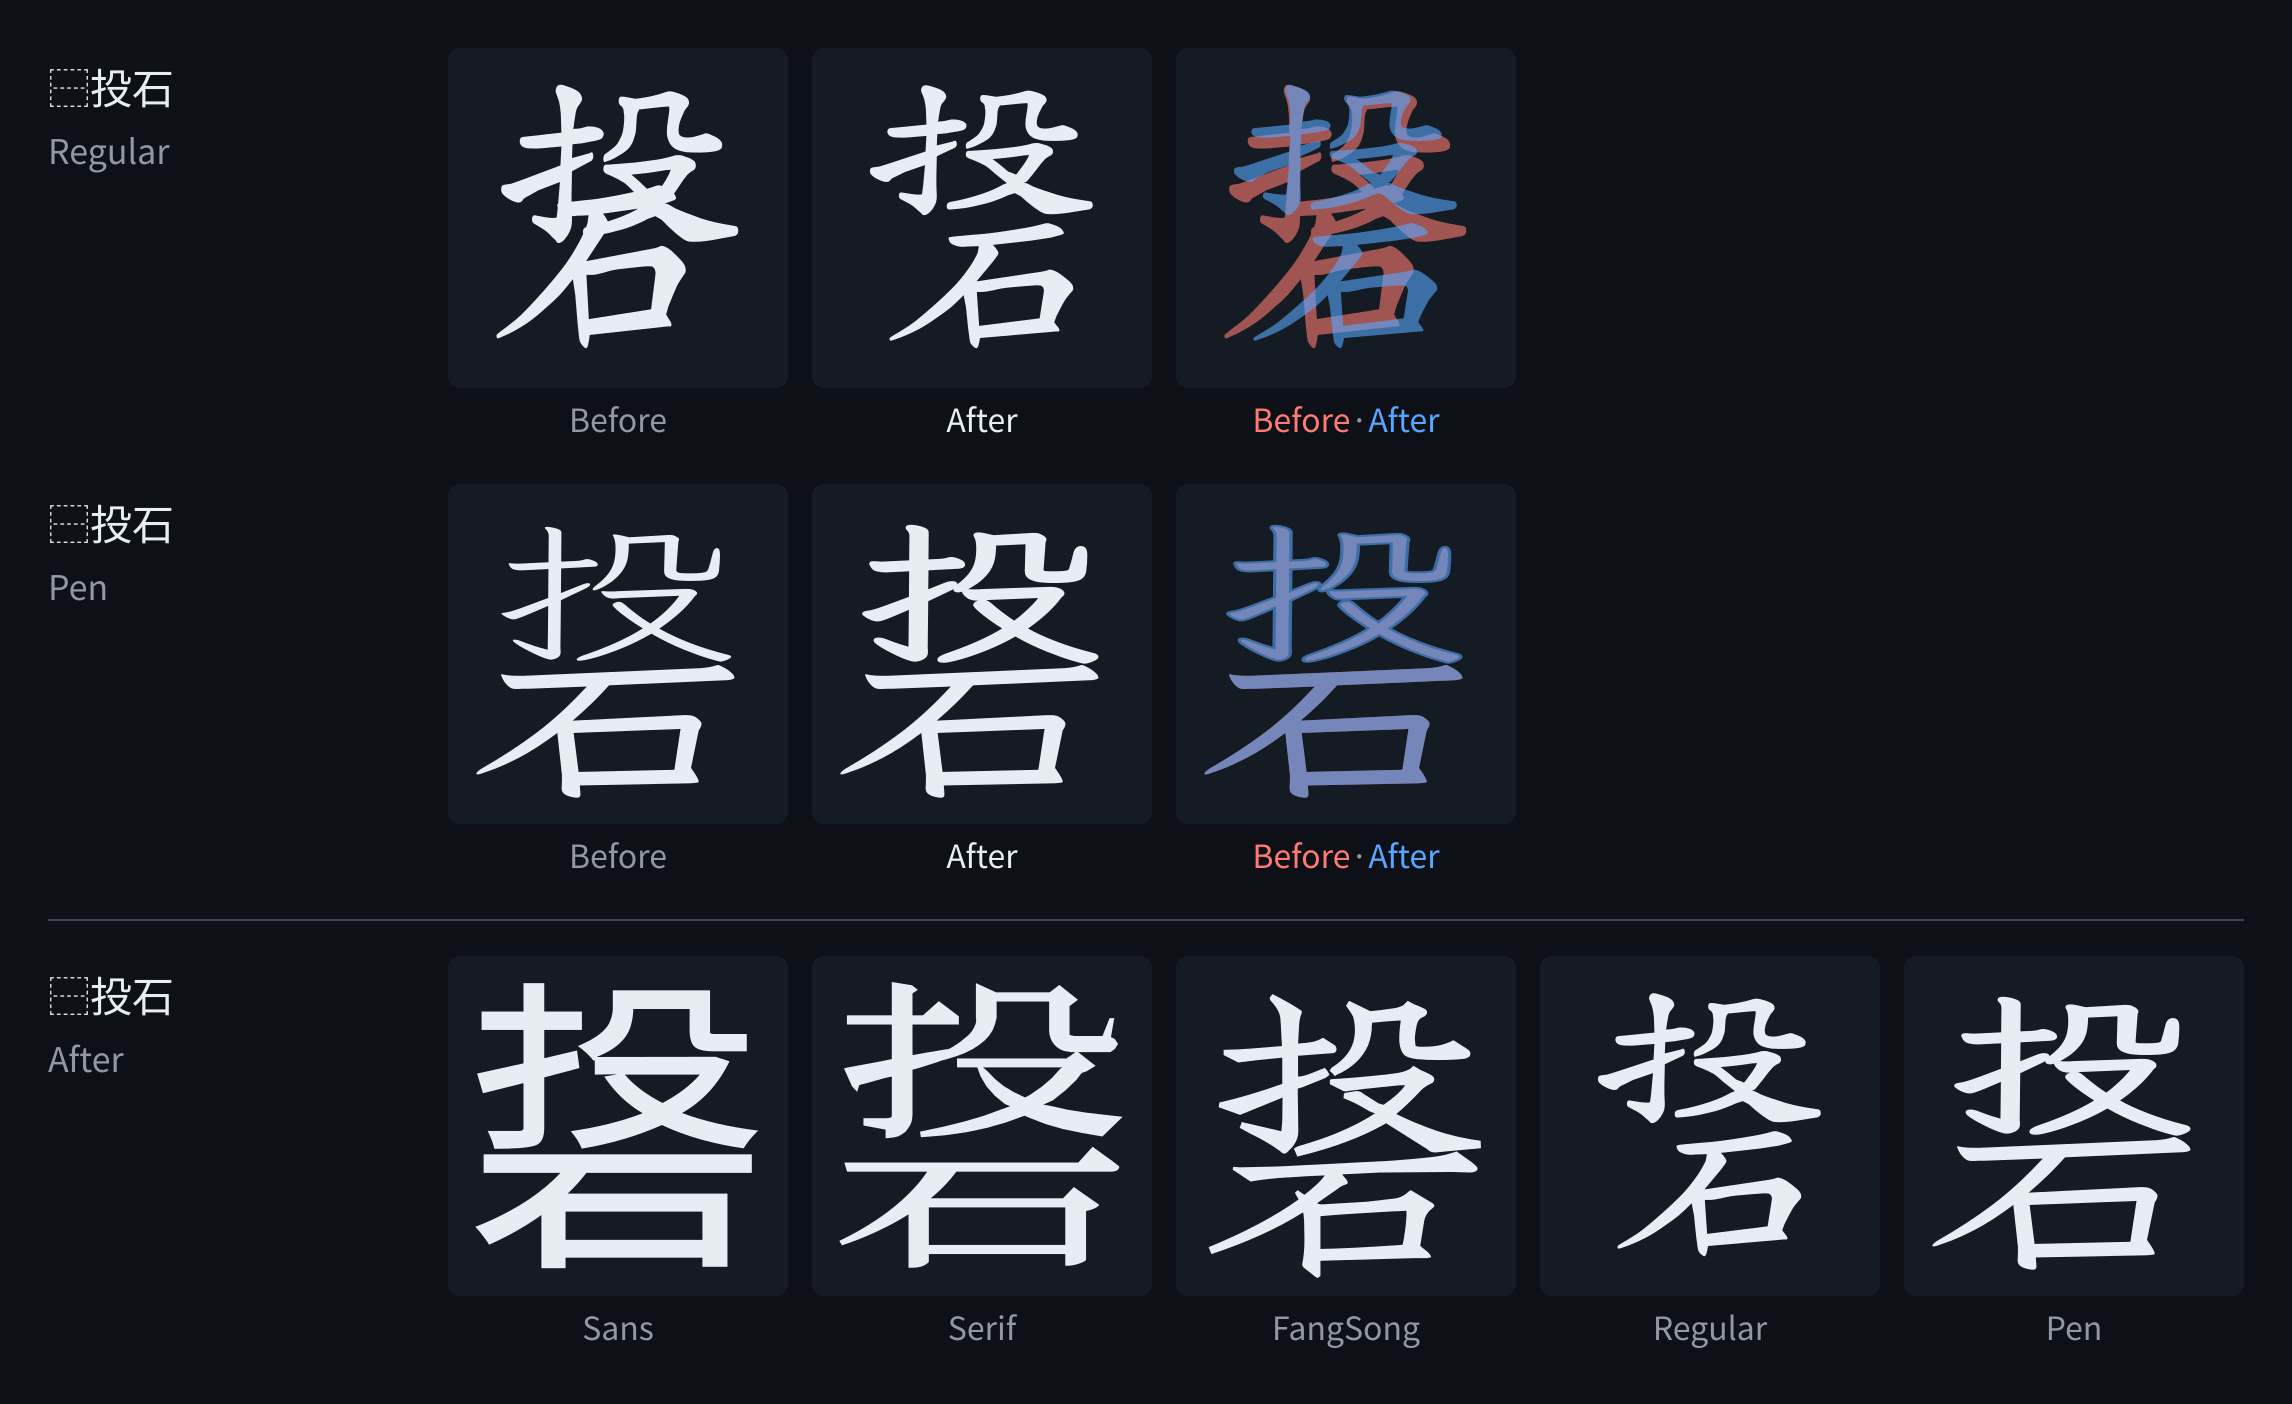 ⿱投石
Regular
Before After Before·After
⿱投石
Pen
Before After Before·After
⿱投石
After
Sans Serif FangSong Regular Pen